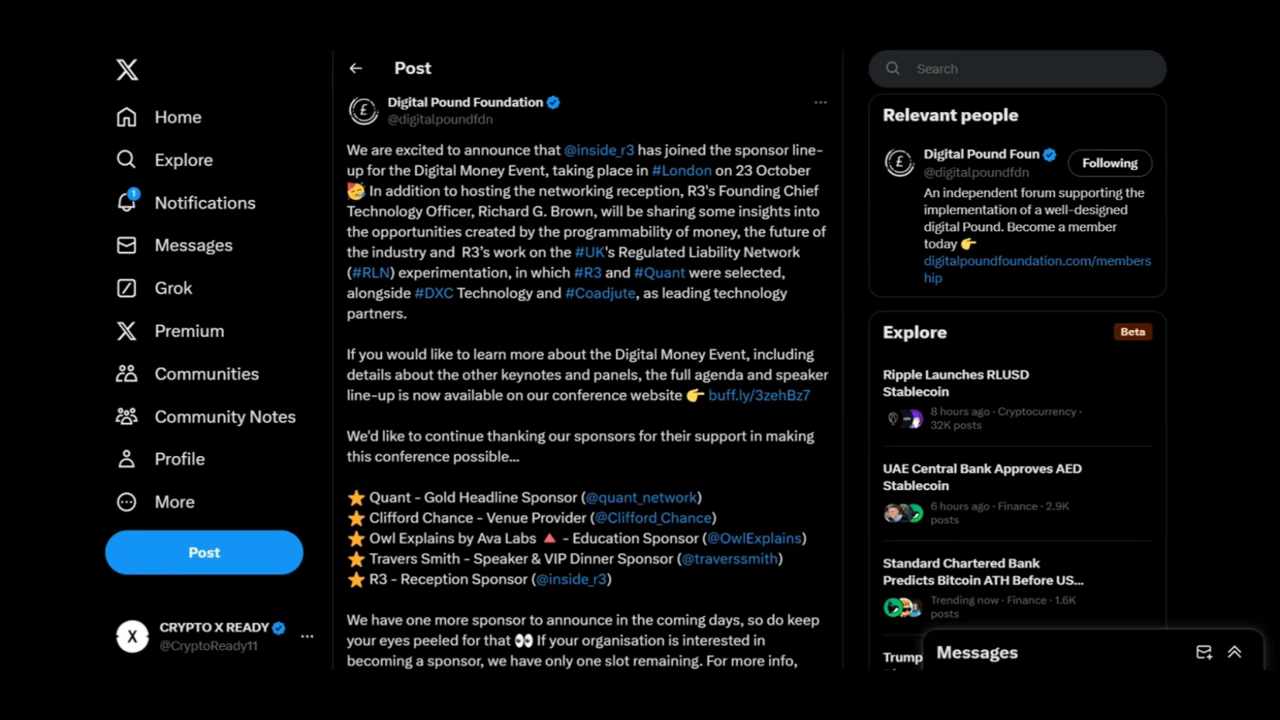 Home
Explore
Notifications
1
Messages
Grok
Premium
Communities
Community Notes
Profile
More
Post
CRYPTO X READY
@CryptoReady11
Post
Digital Pound Foundation
@digitalpoundfdn
We are excited to announce that @inside_r3 has joined the sponsor line-
up for the Digital Money Event, taking place in #London on 23 October
🥳 In addition to hosting the networking reception, R3's Founding Chief
Technology Officer, Richard G. Brown, will be sharing some insights into
the opportunities created by the programmability of money, the future of
the industry and R3's work on the #UK's Regulated Liability Network
(#RLN) experimentation, in which #R3 and #Quant were selected,
alongside #DXC Technology and #Coadjute, as leading technology
partners.
If you would like to learn more about the Digital Money Event, including
details about the other keynotes and panels, the full agenda and speaker
line-up is now available on our conference website 👉 buff.ly/3zehBz7
We'd like to continue thanking our sponsors for their support in making
this conference possible...
⭐ Quant - Gold Headline Sponsor (@quant_network)
⭐ Clifford Chance - Venue Provider (@Clifford_Chance)
⭐ Owl Explains by Ava Labs 🔺 - Education Sponsor (@OwlExplains)
⭐ Travers Smith - Speaker & VIP Dinner Sponsor (@traverssmith)
⭐ R3 - Reception Sponsor (@inside_r3)
We have one more sponsor to announce in the coming days, so do keep
your eyes peeled for that 👀 If your organisation is interested in
becoming a sponsor, we have only one slot remaining. For more info,
Search
Relevant people
Digital Pound Foun
@digitalpoundfdn
Following
An independent forum supporting the
implementation of a well-designed
digital Pound. Become a member
today 👉
digitalpoundfoundation.com/members
hip
Explore
Beta
Ripple Launches RLUSD
Stablecoin
8 hours ago · Cryptocurrency ·
32K posts
UAE Central Bank Approves AED
Stablecoin
6 hours ago · Finance · 2.9K
posts
Standard Chartered Bank
Predicts Bitcoin ATH Before US...
Trending now · Finance · 1.6K
posts
Trump
Messages